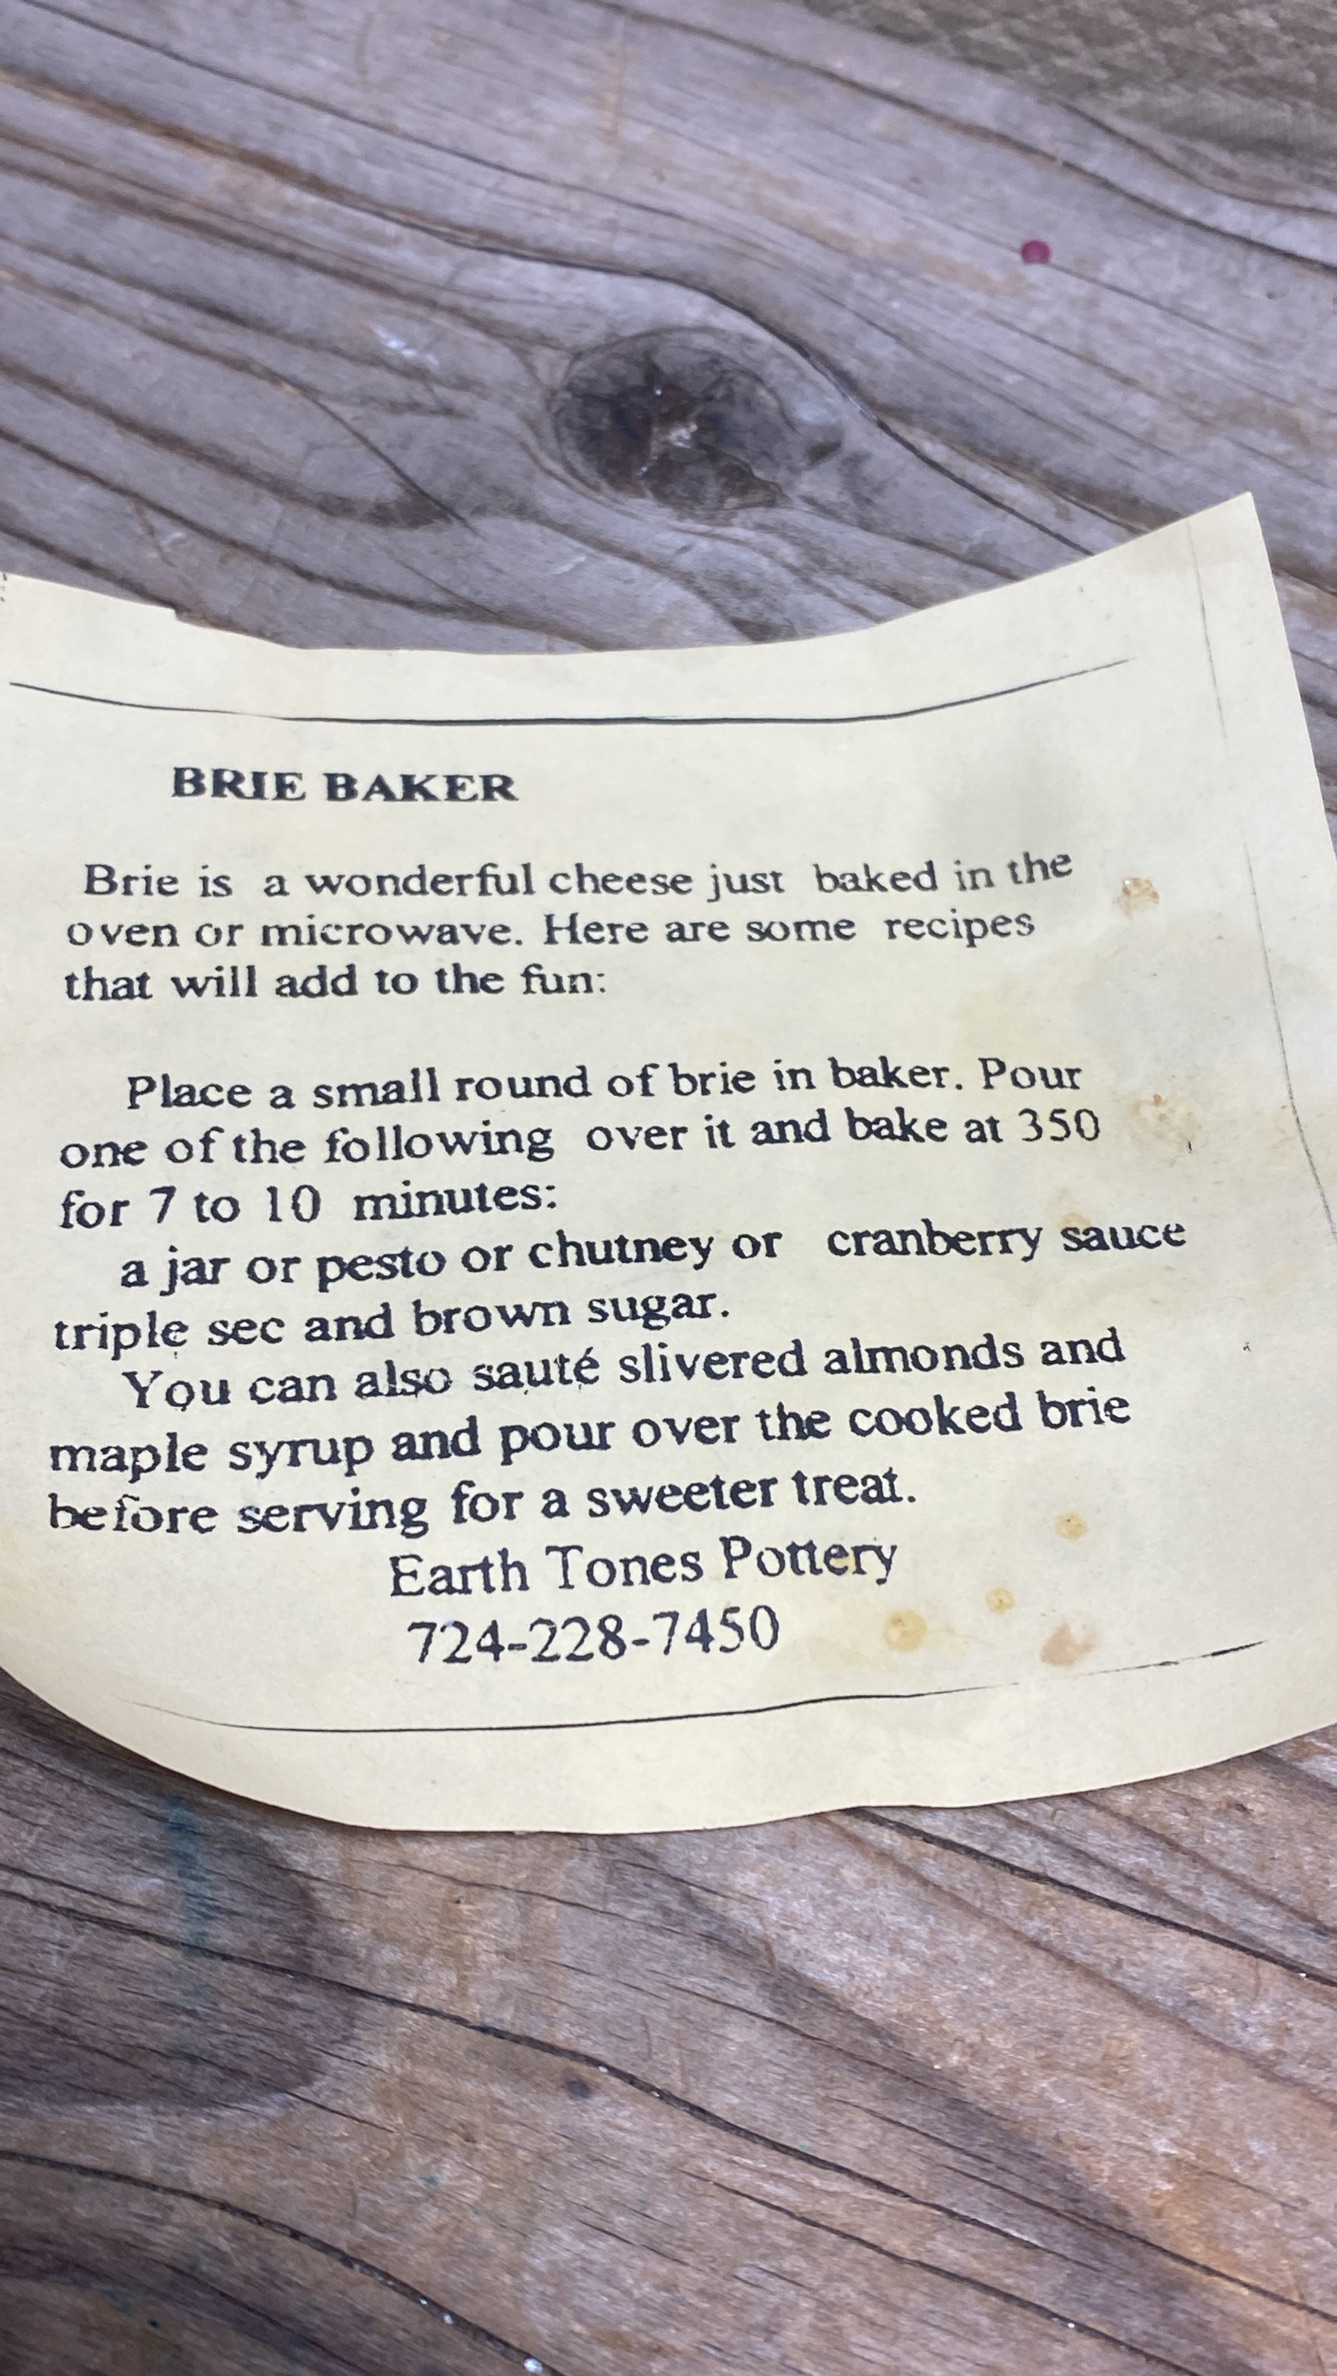 BRIE BAKER
Brie is a wonderful cheese just baked in the
oven or microwave. Here are some recipes
that will add to the fun:
Place a small round of brie in baker. Pour
one of the following over it and bake at 350
for 7 to 10 minutes:
a jar or pesto or chutney or cranberry sauce
triple sec and brown sugar.
You can also sauté slivered almonds and
maple syrup and pour over the cooked brie
before serving for a sweeter treat.
Earth Tones Pottery
724-228-7450